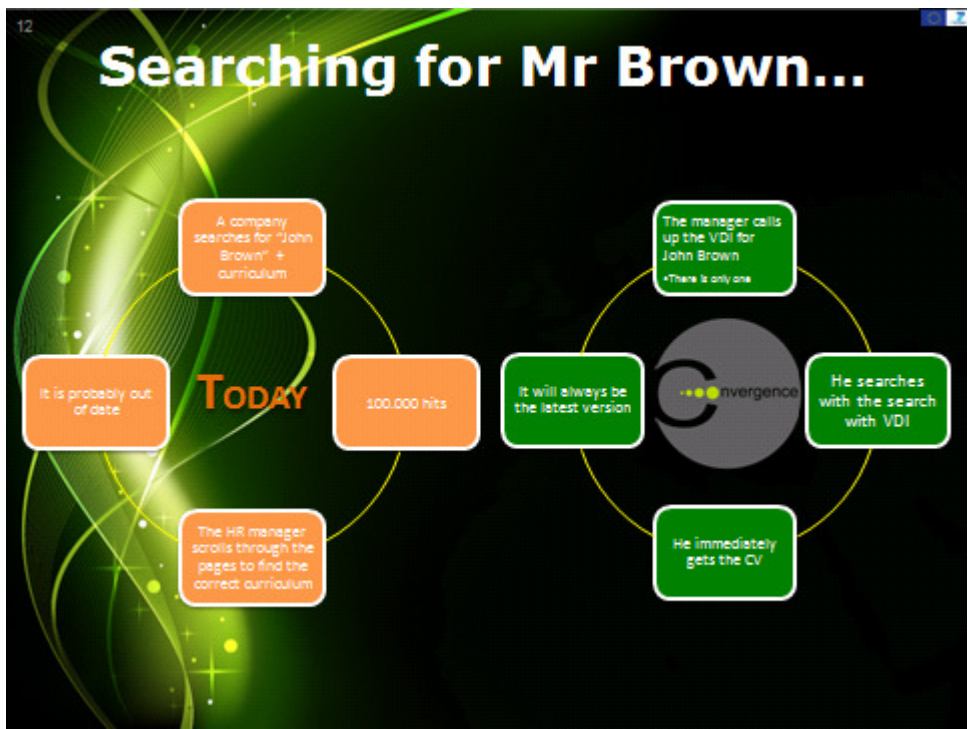 12
Searching for Mr Brown...
A company
searches for "John
Brown" +
curriculum
100.000 hits
The HR manager
scrolls through the
pages to find the
correct curriculum
It is probably out
of date
TODAY
The manager calls
up the VDI for
John Brown
•There is only one
He searches
with the search
with VDI
He immediately
gets the CV
It will always be
the latest version
Convergence